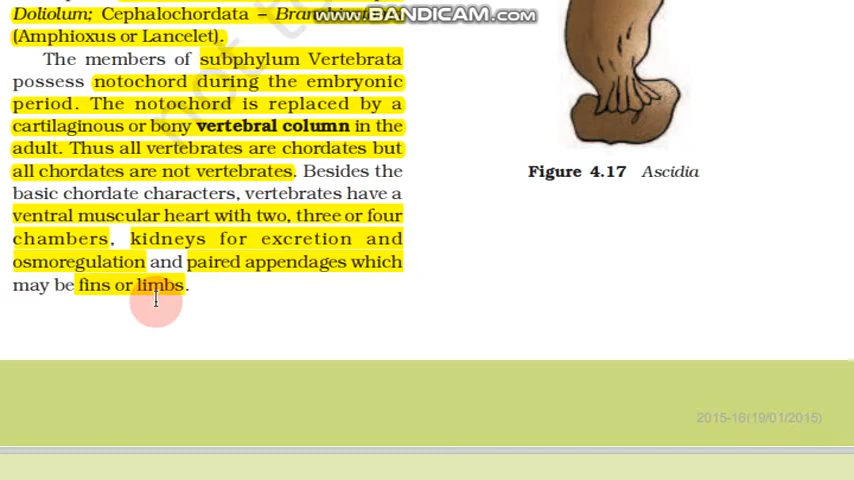 Doliolum; Cephalochordata –
www.BANDICAM.com
(Amphioxus or Lancelet).
The members of subphylum Vertebrata
possess notochord during the embryonic
period. The notochord is replaced by a
cartilaginous or bony vertebral column in the
adult. Thus all vertebrates are chordates but
all chordates are not vertebrates. Besides the
basic chordate characters, vertebrates have a
ventral muscular heart with two, three or four
chambers, kidneys for excretion and
osmoregulation and paired appendages which
may be fins or limbs.
Figure 4.17 Ascidia
2015-16(19/01/2015)